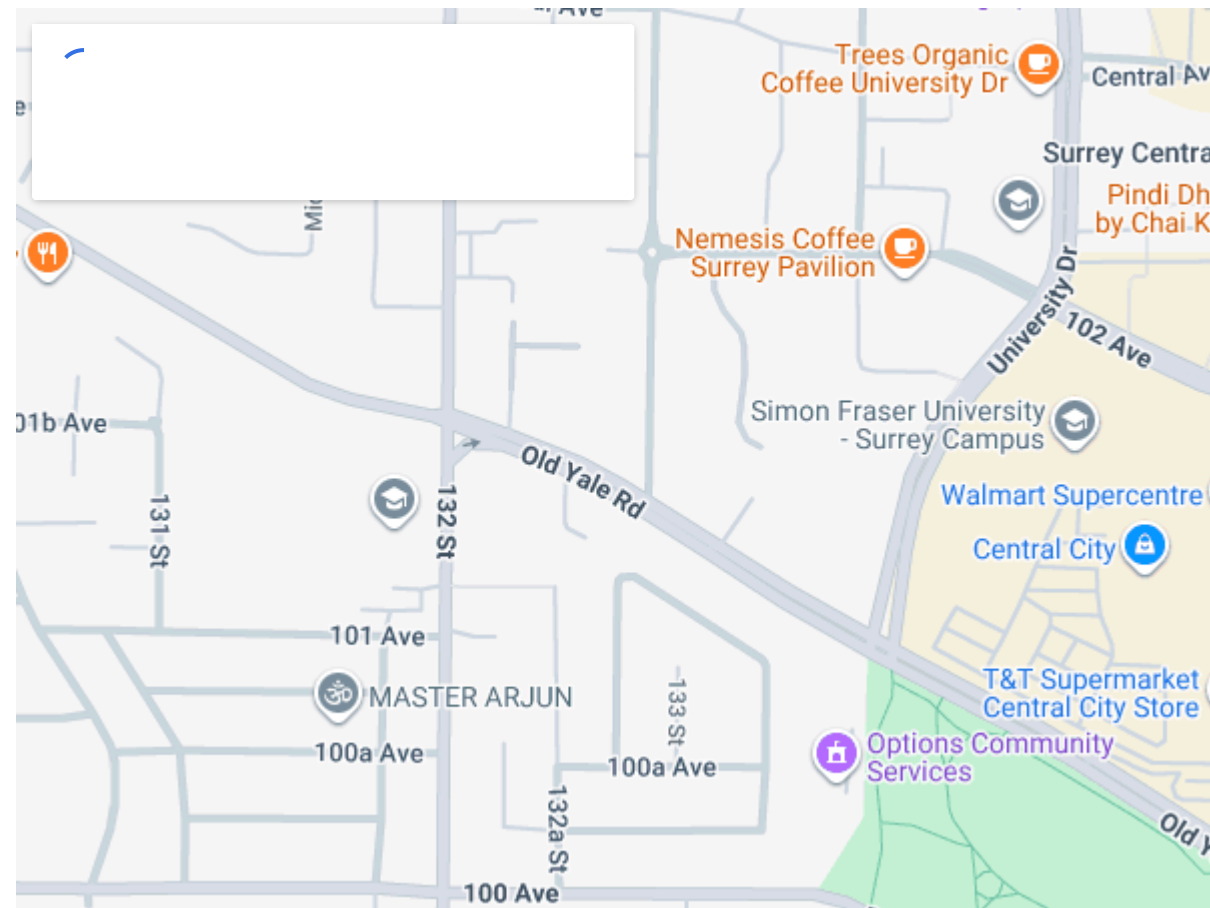 Ave
Trees Organic
Coffee University Dr
Central Av
Surrey Centra
Pindi Dh
by Chai K
Nemesis Coffee
Surrey Pavilion
University Dr
102 Ave
01b Ave
Simon Fraser University
- Surrey Campus
Old Yale Rd
132 St
131 St
Walmart Supercentre
Central City
101 Ave
MASTER ARJUN
133 St
T&T Supermarket
Central City Store
100a Ave
100a Ave
Options Community
Services
132a St
Old Y
100 Ave